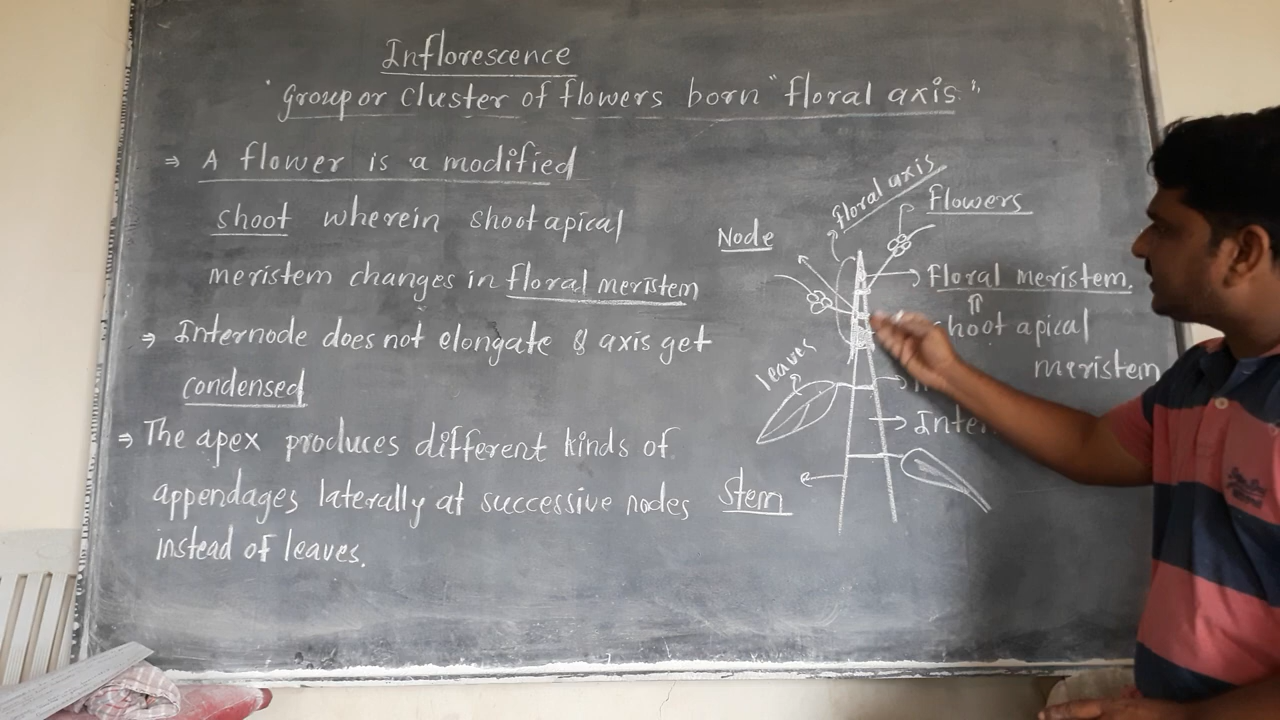 Inflorescence
"Group or cluster of flowers born "floral axis."
⇒ A flower is a modified
shoot wherein shoot apical
meristem changes in floral meristem
⇒ Internode does not elongate & axis get
condensed
⇒ The apex produces different kinds of
appendages laterally at successive nodes
instead of leaves.
floral axis
Flowers
Node
Floral meristem.
⇑
shoot apical
meristem
leaves
Stem